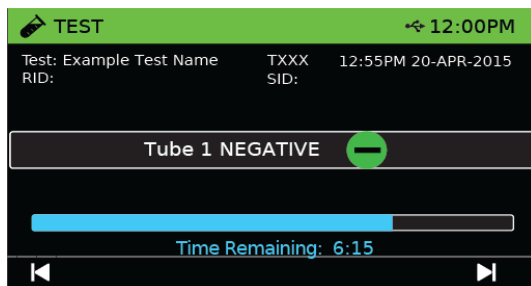 TEST 12:00PM
Test: Example Test Name TXXX 12:55PM 20-APR-2015
RID: SID:
Tube 1 NEGATIVE
Time Remaining: 6:15